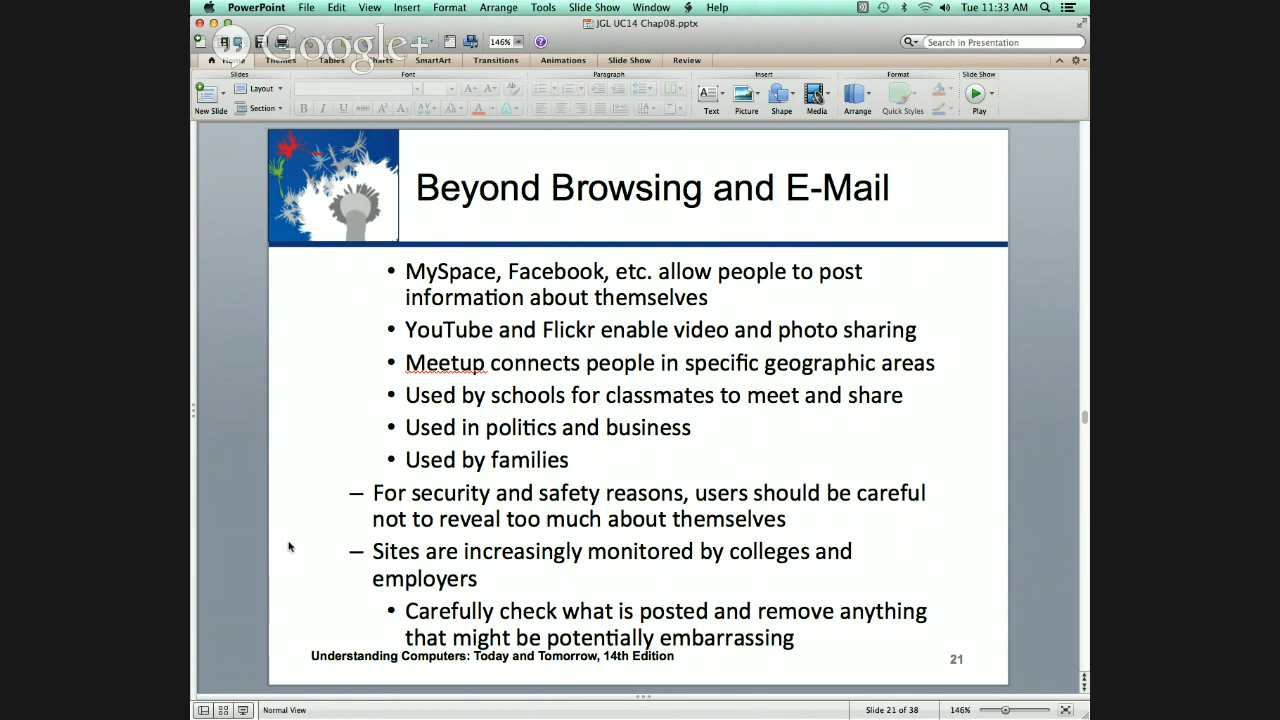 PowerPoint File Edit View Insert Format Arrange Tools Slide Show Window Help Tue 11:33 AM
JGL UC14 Chap08.pptx
Google+
146% Search in Presentation
Home Themes Tables Charts SmartArt Transitions Animations Slide Show Review
Slides Font Paragraph Insert Format Slide Show
Layout
Section
New Slide Text Picture Shape Media Arrange Quick Styles Play
Beyond Browsing and E-Mail
• MySpace, Facebook, etc. allow people to post
information about themselves
• YouTube and Flickr enable video and photo sharing
• Meetup connects people in specific geographic areas
• Used by schools for classmates to meet and share
• Used in politics and business
• Used by families
– For security and safety reasons, users should be careful
not to reveal too much about themselves
– Sites are increasingly monitored by colleges and
employers
• Carefully check what is posted and remove anything
that might be potentially embarrassing
Understanding Computers: Today and Tomorrow, 14th Edition 21
Normal View Slide 21 of 38 146%